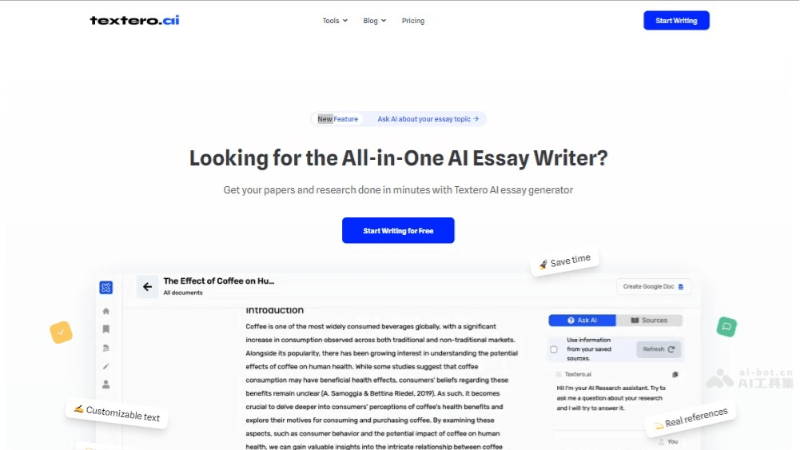 textero.ai
Tools
Blog
Pricing
Start Writing
New Feature
Ask AI about your essay topic →
Looking for the All-in-One AI Essay Writer?
Get your papers and research done in minutes with Textero AI essay generator
Start Writing for Free
🚀 Save time
The Effect of Coffee on Hu...
All documents
Create Google Doc
Introduction
Coffee is one of the most widely consumed beverages globally, with a significant
increase in consumption observed across both traditional and non-traditional markets.
Alongside its popularity, there has been growing interest in understanding the potential
effects of coffee on human health. While some studies suggest that coffee
consumption may have beneficial health effects, consumers' beliefs regarding these
benefits remain unclear (A. Samoggia & Bettina Riedel, 2019). As such, it becomes
crucial to delve deeper into consumers' perceptions of coffee's health benefits and
explore their motives for consuming and purchasing coffee. By examining these
aspects, such as consumer behavior and the potential impact of coffee on human
health, we can gain valuable insights into the intricate relationship between coffee
Ask AI
Sources
Use information
from your saved
sources.
Refresh
Textero.ai
Hi! I'm your AI Research assistant. Try to
ask me a question about your research
and I will try to answer it.
You
✍️ Customizable text
Real references
ai-bot.cn
AI工具集